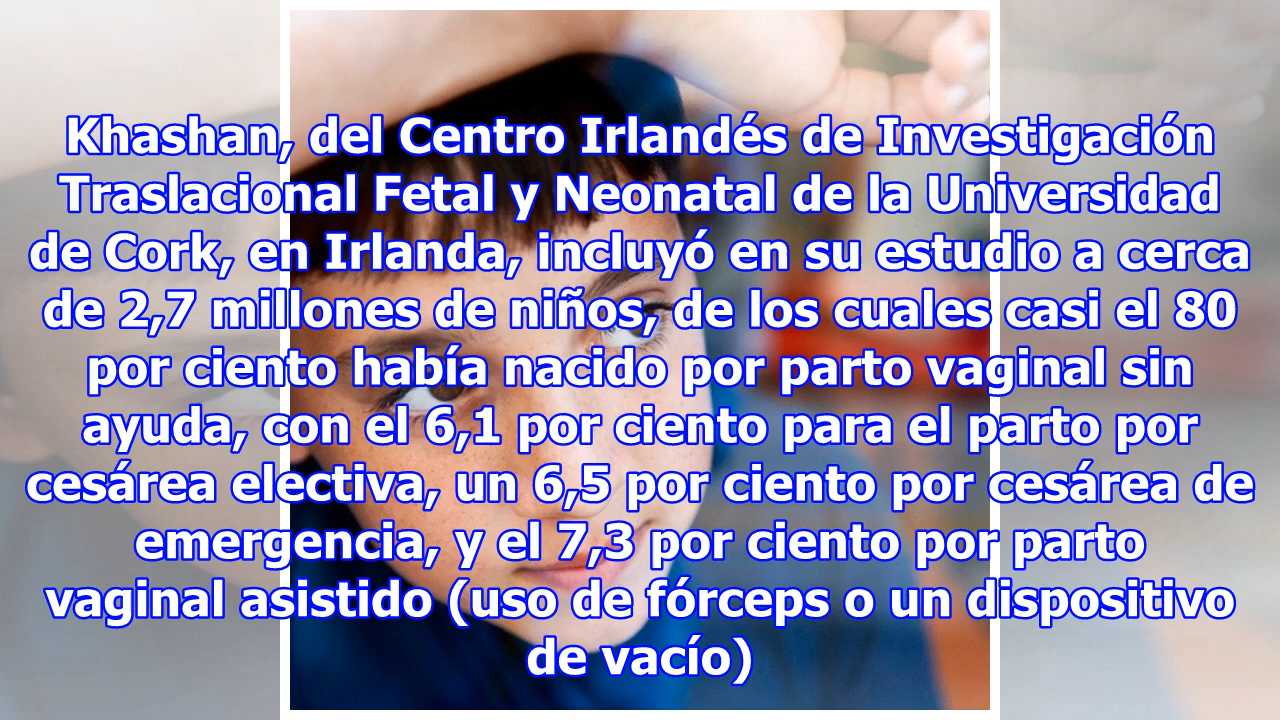 Khashan, del Centro Irlandés de Investigación
Traslacional Fetal y Neonatal de la Universidad
de Cork, en Irlanda, incluyó en su estudio a cerca
de 2,7 millones de niños, de los cuales casi el 80
por ciento había nacido por parto vaginal sin
ayuda, con el 6,1 por ciento para el parto por
cesárea electiva, un 6,5 por ciento por cesárea de
emergencia, y el 7,3 por ciento por parto
vaginal asistido (uso de fórceps o un dispositivo
de vacío)